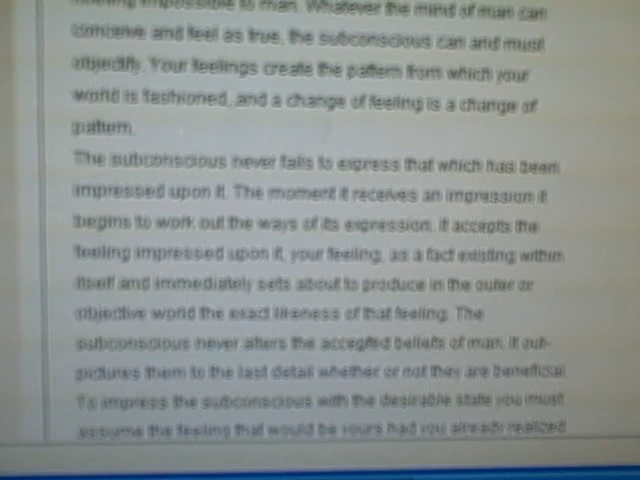 nothing impossible to man. Whatever the mind of man can
conceive and feel as true, the subconscious can and must
objectify. Your feelings create the pattern from which your
world is fashioned, and a change of feeling is a change of
pattern.
The subconscious never fails to express that which has been
impressed upon it. The moment it receives an impression it
begins to work out the ways of its expression. It accepts the
feeling impressed upon it, your feeling, as a fact existing within
itself and immediately sets about to produce in the outer or
objective world the exact likeness of that feeling. The
subconscious never alters the accepted beliefs of man. It out-
pictures them to the last detail whether or not they are beneficial
To impress the subconscious with the desirable state you must
assume the feeling that would be yours had you already realized